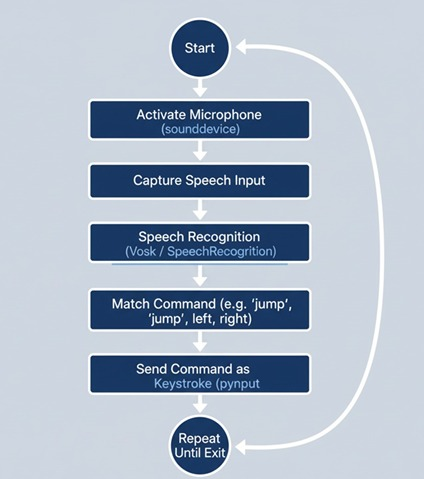 Start
Activate Microphone
(sounddevice)
Capture Speech Input
Speech Recognition
(Vosk / SpeechRecogrition)
Match Command (e.g. ‘jump‘,
‘jump’, left, right)
Send Command as
Keystroke (pynput
Repeat
Until Exit